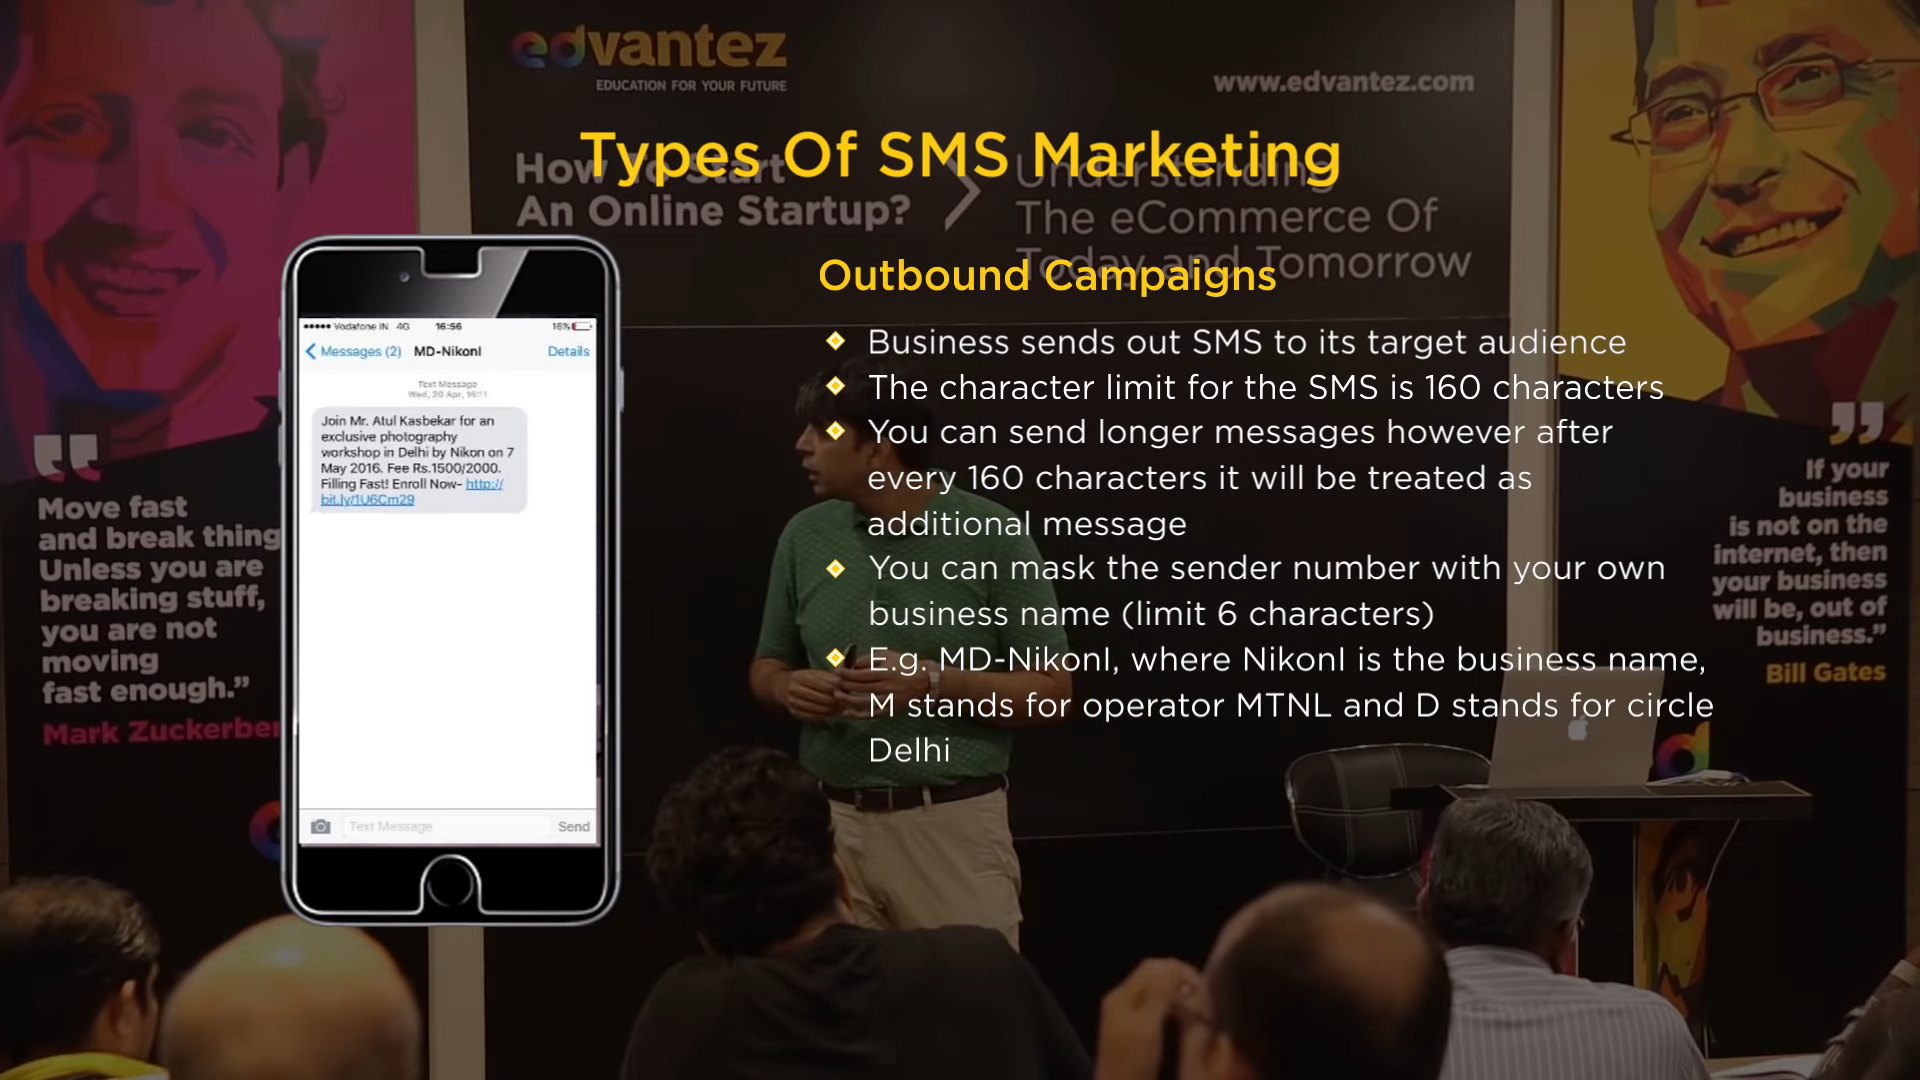 edvantez
EDUCATION FOR YOUR FUTURE
www.edvantez.com
Types Of SMS Marketing
How To Start
An Online Startup?
Understanding
The eCommerce Of
Today and Tomorrow
Outbound Campaigns
Business sends out SMS to its target audience
The character limit for the SMS is 160 characters
You can send longer messages however after
every 160 characters it will be treated as
additional message
You can mask the sender number with your own
business name (limit 6 characters)
E.g. MD-NikonI, where NikonI is the business name,
M stands for operator MTNL and D stands for circle
Delhi
Vodafone IN 4G 16:56 16%
Messages (2) MD-NikonI Details
Text Message
Wed, 20 Apr, 16:11
Join Mr. Atul Kasbekar for an
exclusive photography
workshop in Delhi by Nikon on 7
May 2016. Fee Rs.1500/2000.
Filling Fast! Enroll Now- http://
bit.ly/1U6Cm29
Text Message Send
Move fast
and break thing
Unless you are
breaking stuff,
you are not
moving
fast enough.”
Mark Zuckerber
If your
business
is not on the
internet, then
your business
will be, out of
business.”
Bill Gates